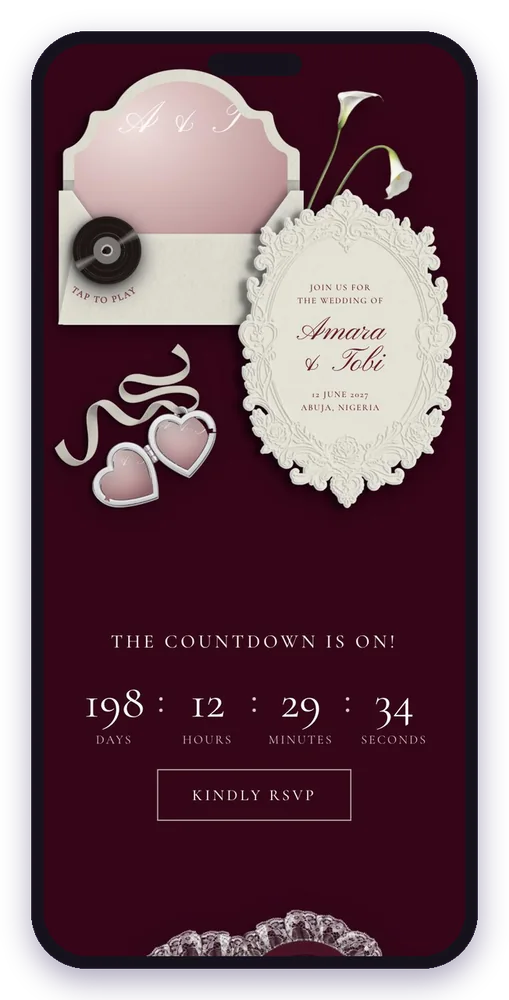 A & T
TAP TO PLAY
JOIN US FOR
THE WEDDING OF
Amara
& Tobi
12 JUNE 2027
ABUJA, NIGERIA
THE COUNTDOWN IS ON!
198 : 12 : 29 : 34
DAYS HOURS MINUTES SECONDS
KINDLY RSVP